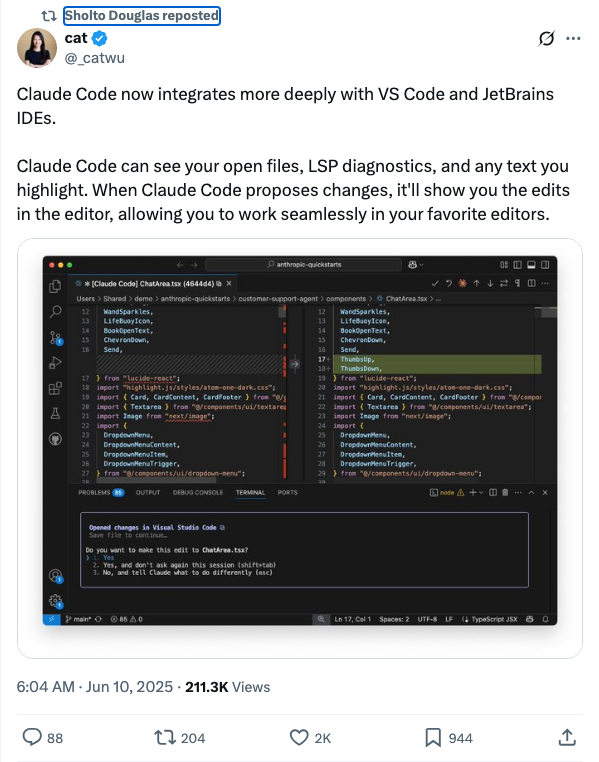 Sholto Douglas reposted
cat
@_catwu
Claude Code now integrates more deeply with VS Code and JetBrains
IDEs.
Claude Code can see your open files, LSP diagnostics, and any text you
highlight. When Claude Code proposes changes, it'll show you the edits
in the editor, allowing you to work seamlessly in your favorite editors.
anthropic-quickstarts
[Claude Code] ChatArea.tsx (4644d4)
Users > Shared > demo > anthropic-quickstarts > customer-support-agent > components > ChatArea.tsx > ...
12 WandSparkles,
13 LifeBuoyIcon,
14 BookOpenText,
15 ChevronDown,
16 Send,
17 } from "lucide-react";
18 import "highlight.js/styles/atom-one-dark.css";
19 import { Card, CardContent, CardFooter } from "@/
20 import { Textarea } from "@/components/ui/textarea
21 import Image from "next/image";
22 import {
23 DropdownMenu,
24 DropdownMenuContent,
25 DropdownMenuItem,
26 DropdownMenuTrigger,
27 } from "@/components/ui/dropdown-menu";
12 WandSparkles,
13 LifeBuoyIcon,
14 BookOpenText,
15 ChevronDown,
16 Send,
17+ ThumbsUp,
18+ ThumbsDown,
19 } from "lucide-react";
20 import "highlight.js/styles/atom-one-dark.css";
21 import { Card, CardContent, CardFooter } from "@/compon
22 import { Textarea } from "@/components/ui/textarea";
23 import Image from "next/image";
24 import {
25 DropdownMenu,
26 DropdownMenuContent,
27 DropdownMenuItem,
28 DropdownMenuTrigger,
29 } from "@/components/ui/dropdown-menu";
PROBLEMS 85 OUTPUT DEBUG CONSOLE TERMINAL PORTS
node
Opened changes in Visual Studio Code
Save file to continue…
Do you want to make this edit to ChatArea.tsx?
❯ 1. Yes
2. Yes, and don't ask again this session (shift+tab)
3. No, and tell Claude what to do differently (esc)
main* 85 0 Ln 17, Col 1 Spaces: 2 UTF-8 LF TypeScript JSX
6:04 AM · Jun 10, 2025 · 211.3K Views
88 204 2K 944